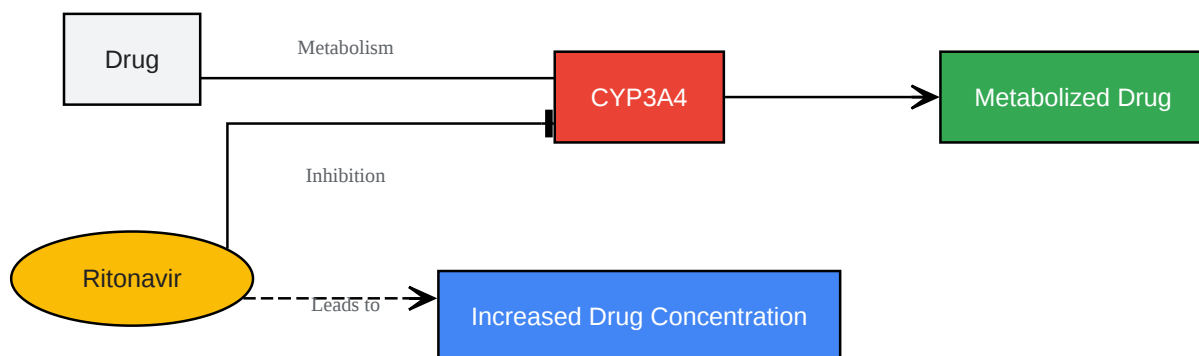 Drug
Metabolism
CYP3A4
Metabolized Drug
Inhibition
Ritonavir
Leads to
Increased Drug Concentration